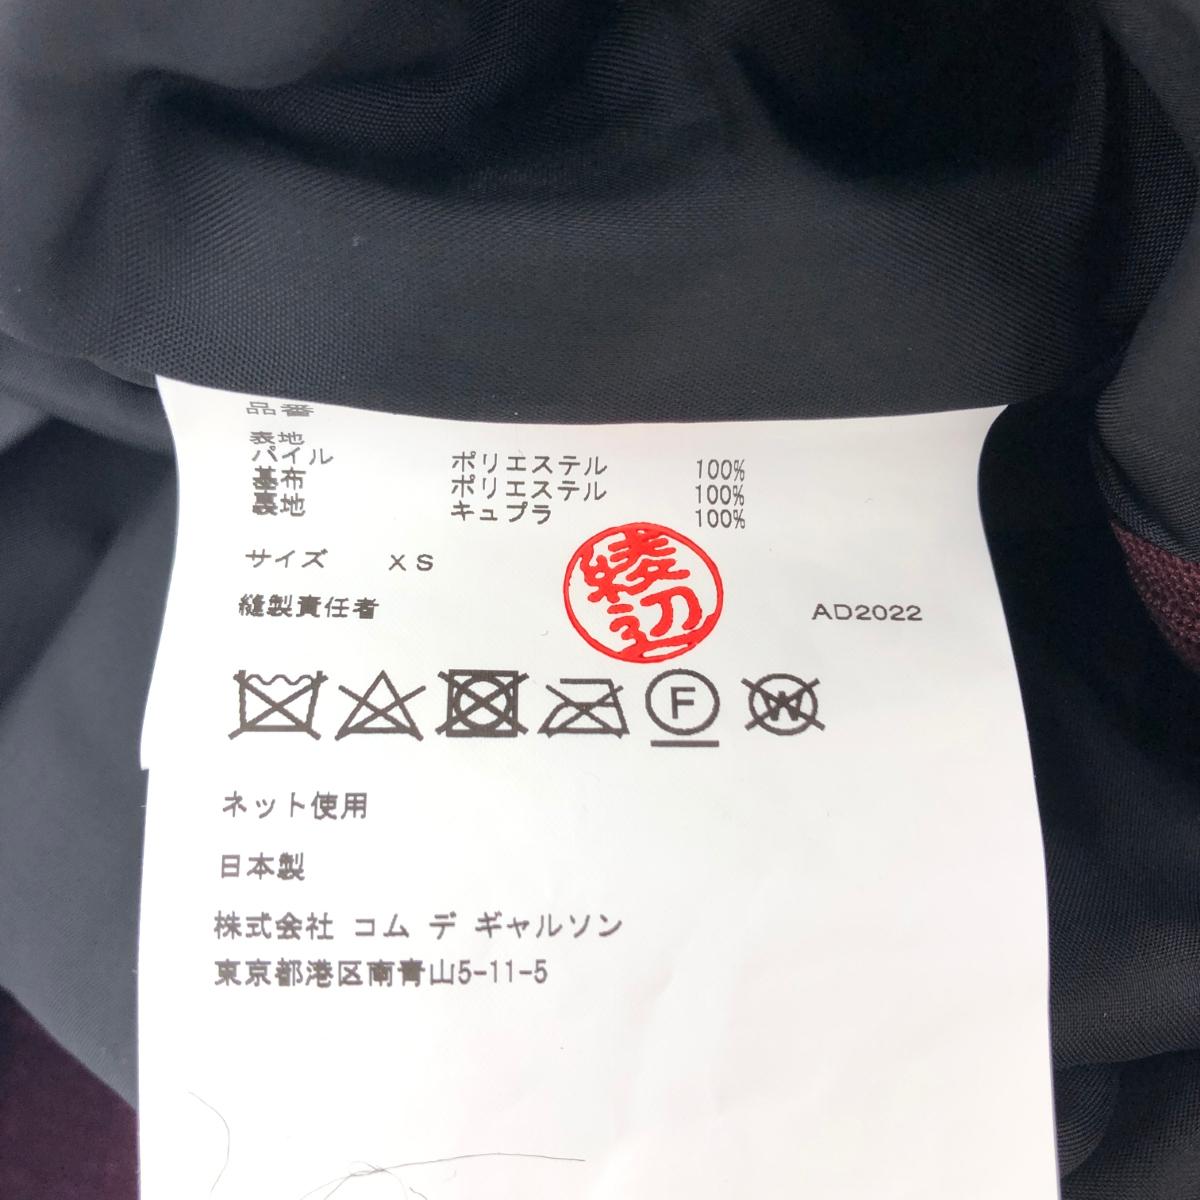 品番
表地
パイル ポリエステル 100%
基布 ポリエステル 100%
裏地 キュプラ 100%
サイズ XS
縫製責任者 綾辺 AD2022
F W
ネット使用
日本製
株式会社 コム デ ギャルソン
東京都港区南青山5-11-5